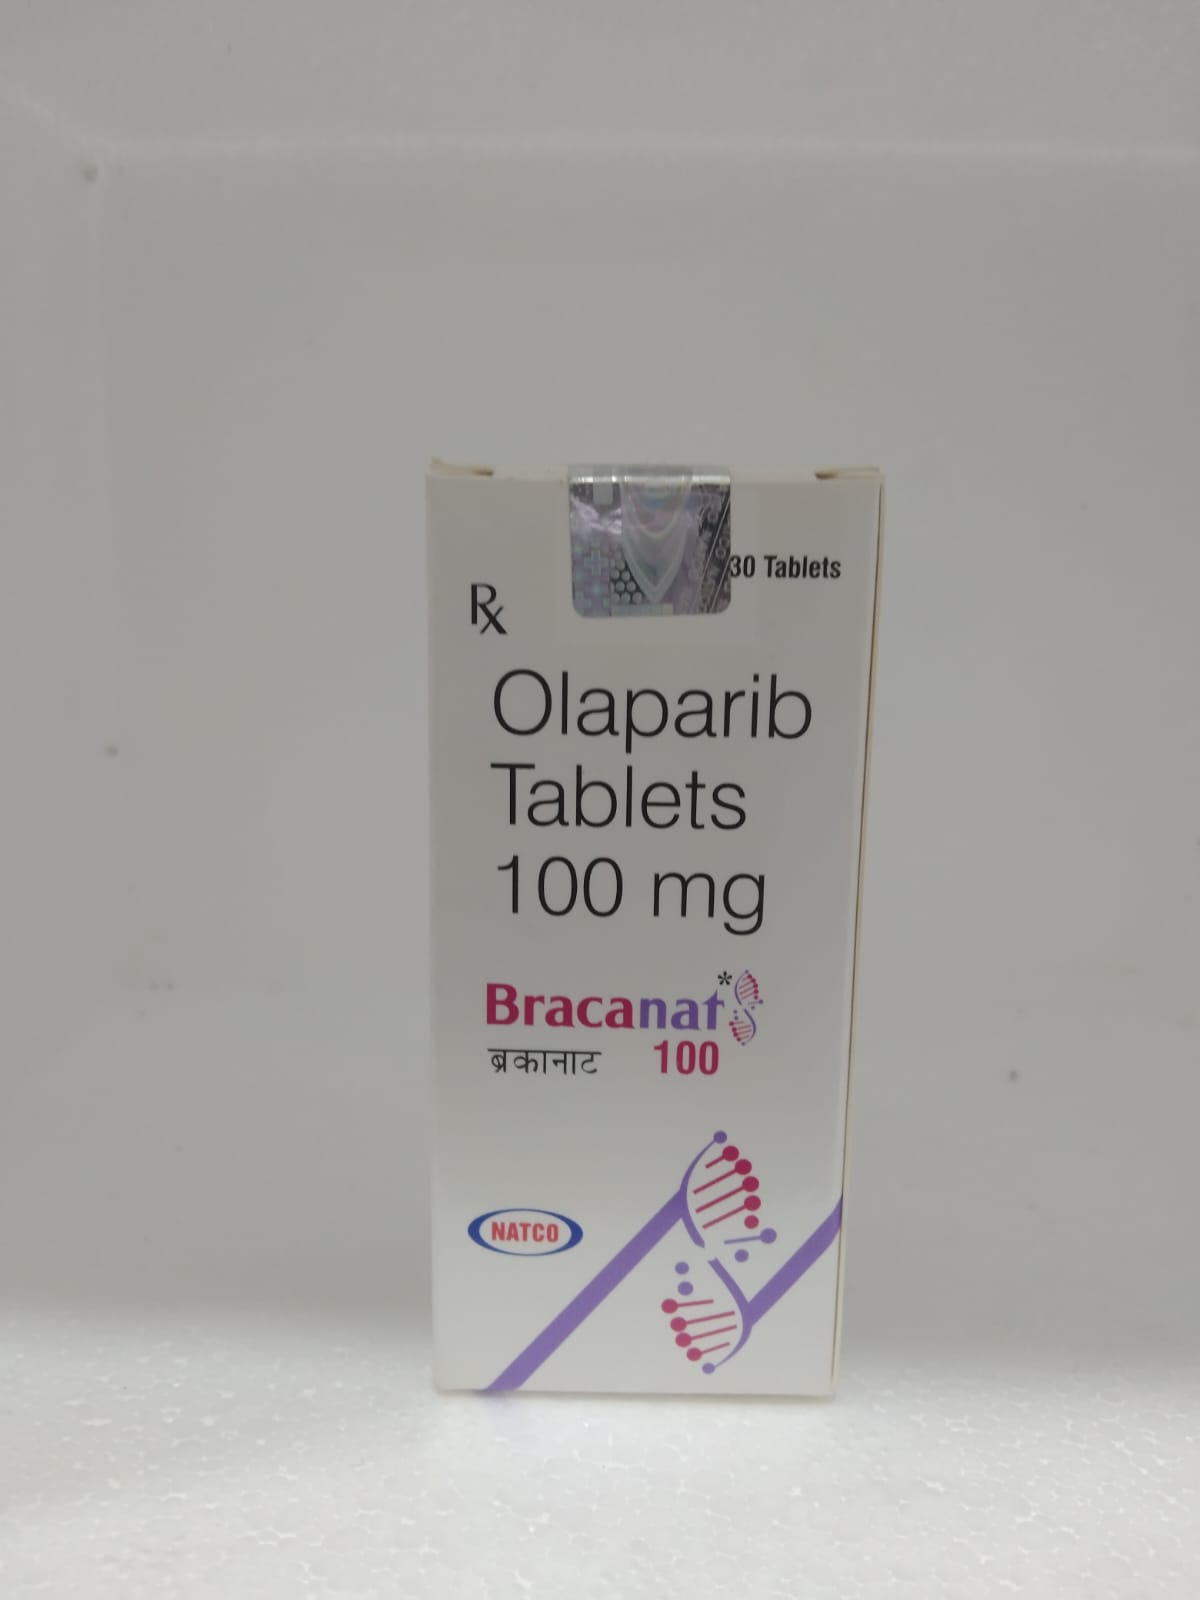 30 Tablets
Rx
Olaparib
Tablets
100 mg
Bracanat*
ब्रकानाट 100
NATCO